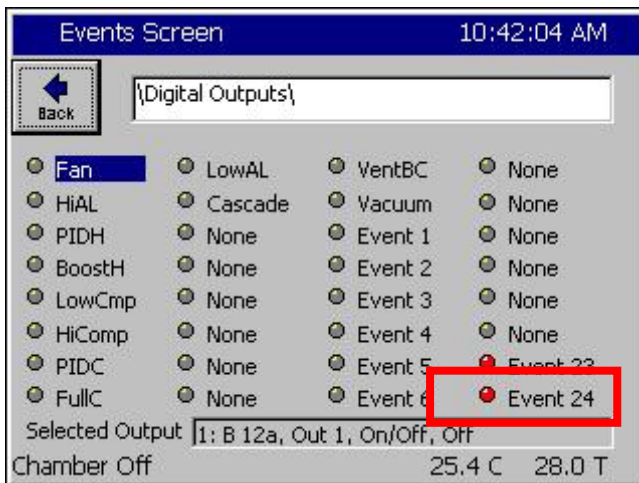 Events Screen 10:42:04 AM
Back
\Digital Outputs\
Fan LowAL VentBC None
HiAL Cascade Vacuum None
PIDH None Event 1 None
BoostH None Event 2 None
LowCmp None Event 3 None
HiComp None Event 4 None
PIDC None Event 5 Event 23
FullC None Event 6 Event 24
Selected Output 1: B 12a, Out 1, On/Off, Off
Chamber Off 25.4 C 28.0 T